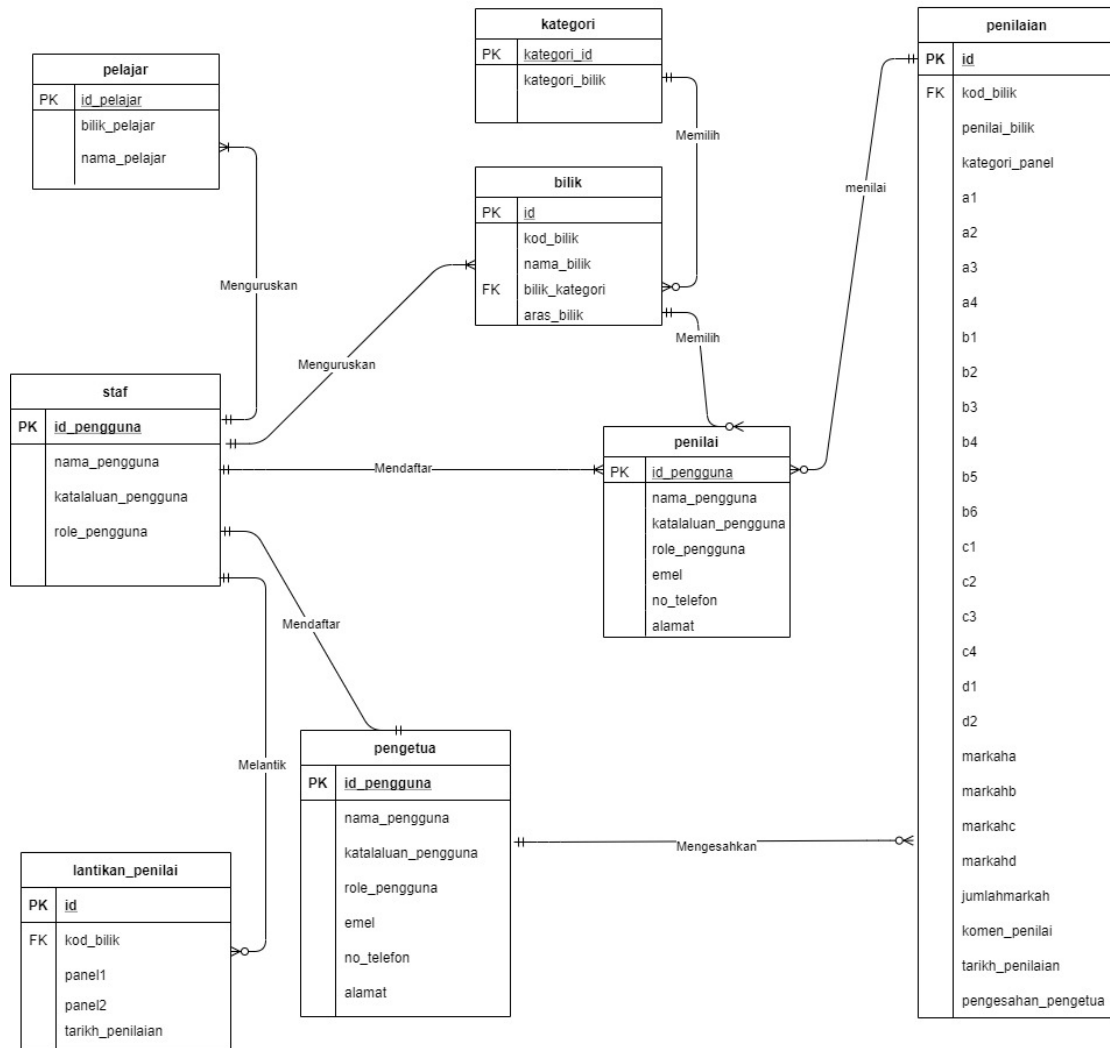 pelajar
PK id_pelajar
bilik_pelajar
nama_pelajar
kategori
PK kategori_id
kategori_bilik
Memilih
bilik
PK id
kod_bilik
nama_bilik
FK bilik_kategori
aras_bilik
Memilih
Menguruskan
Menguruskan
staf
PK id_pengguna
nama_pengguna
katalaluan_pengguna
role_pengguna
Mendaftar
penilai
PK id_pengguna
nama_pengguna
katalaluan_pengguna
role_pengguna
emel
no_telefon
alamat
menilai
Mendaftar
Melantik
pengetua
PK id_pengguna
nama_pengguna
katalaluan_pengguna
role_pengguna
emel
no_telefon
alamat
Mengesahkan
lantikan_penilai
PK id
FK kod_bilik
panel1
panel2
tarikh_penilaian
penilaian
PK id
FK kod_bilik
penilai_bilik
kategori_panel
a1
a2
a3
a4
b1
b2
b3
b4
b5
b6
c1
c2
c3
c4
d1
d2
markaha
markahb
markahc
markahd
jumlahmarkah
komen_penilai
tarikh_penilaian
pengesahan_pengetua